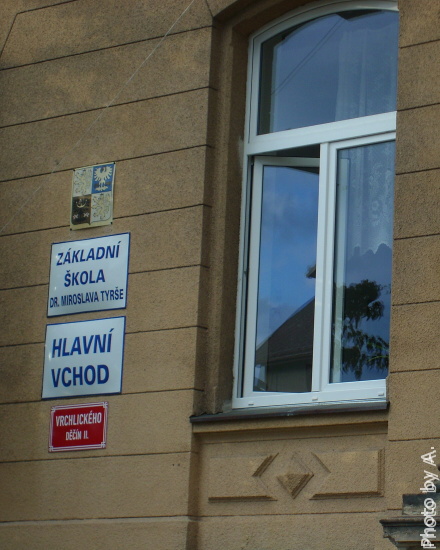 ZÁKLADNÍ
ŠKOLA
DR. MIROSLAVA TYRŠE
HLAVNÍ
VCHOD
VRCHLICKÉHO
DĚČÍN II.
Photo by A.